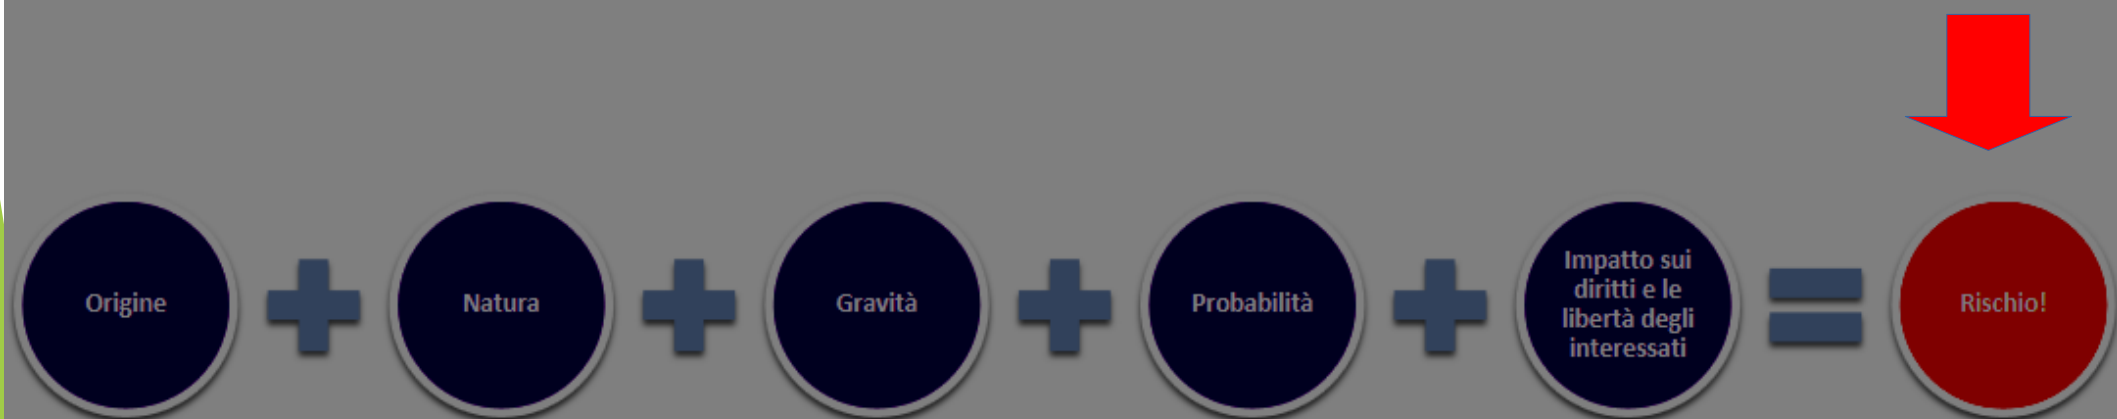 Origine
Natura
Gravità
Probabilità
Impatto sui
diritti e le
libertà degli
interessati
Rischio!